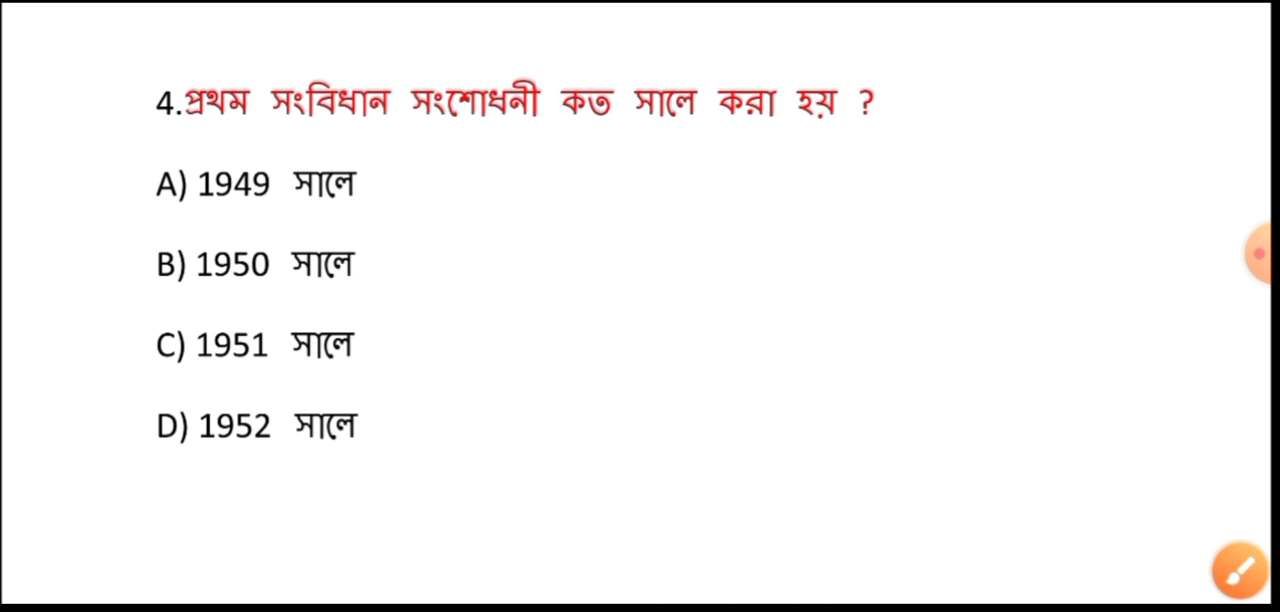 4.প্রথম সংবিধান সংশোধনী কত সালে করা হয় ?
A) 1949 সালে
B) 1950 সালে
C) 1951 সালে
D) 1952 সালে